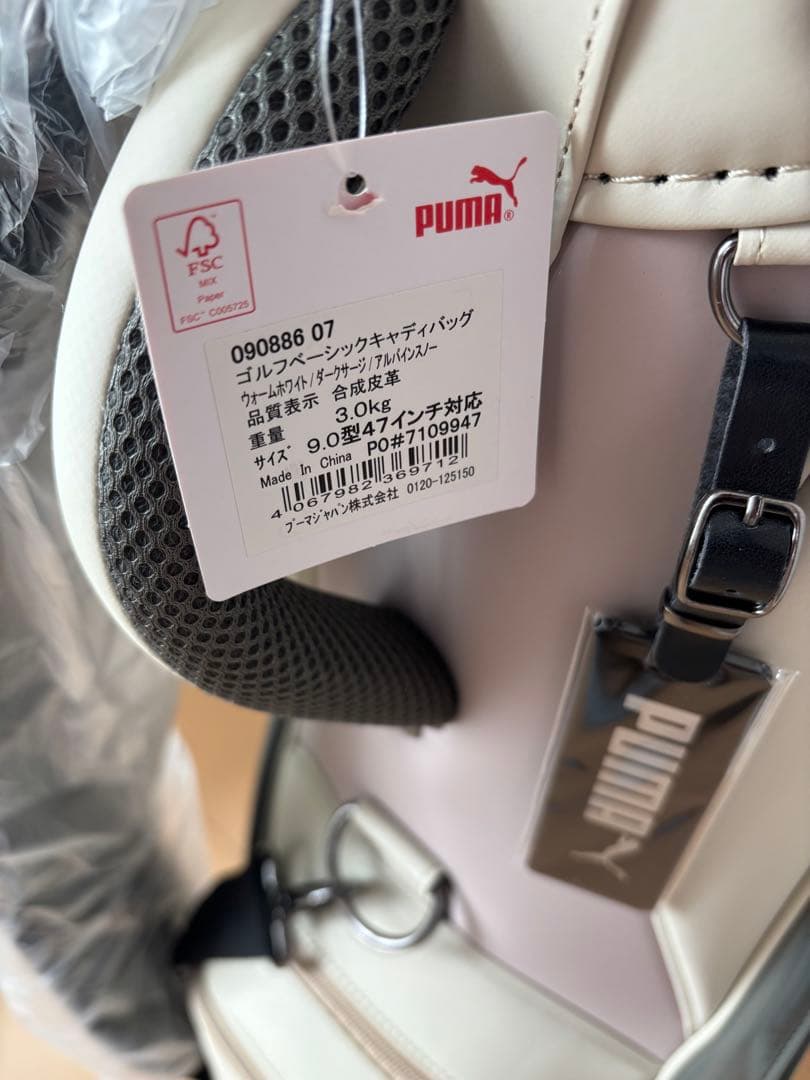 PUMA®
FSC
MIX
Paper
FSC™ C005725
090886 07
ゴルフベーシックキャディバッグ
ウォームホワイト/ダークサージ/アルパインスノー
品質表示 合成皮革
重量 3.0kg
サイズ 9.0型47インチ対応
Made In China PO#7109947
4 067982 369712
プーマジャパン株式会社 0120-125150
PUMA